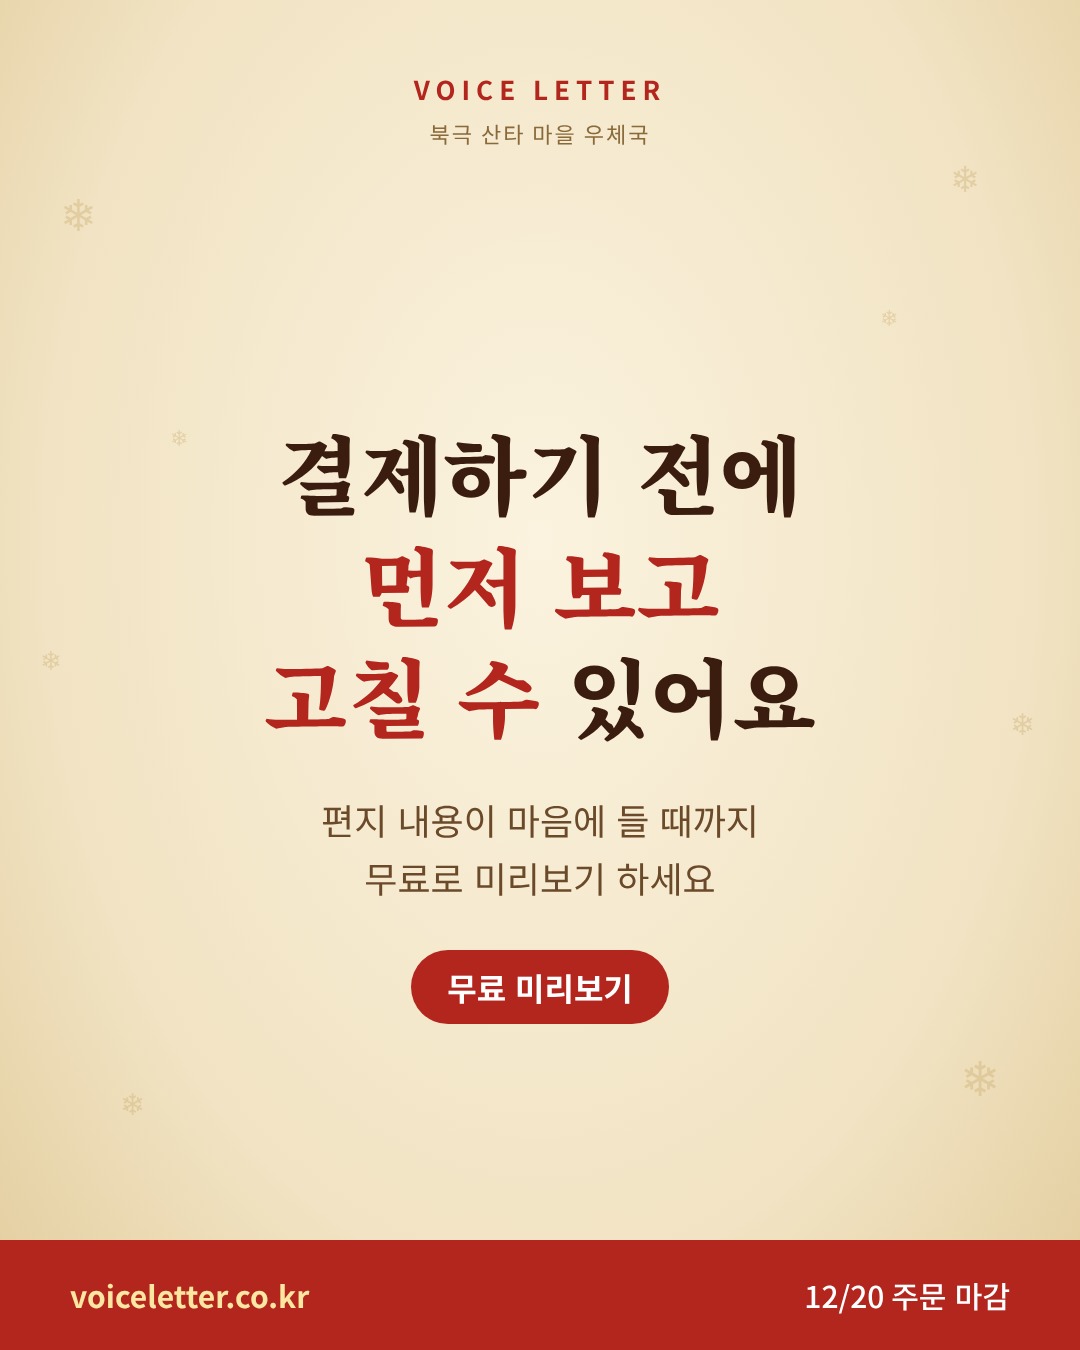 VOICE LETTER
북극 산타 마을 우체국
결제하기 전에
먼저 보고
고칠 수 있어요
편지 내용이 마음에 들 때까지
무료로 미리보기 하세요
무료 미리보기
voiceletter.co.kr
12/20 주문 마감